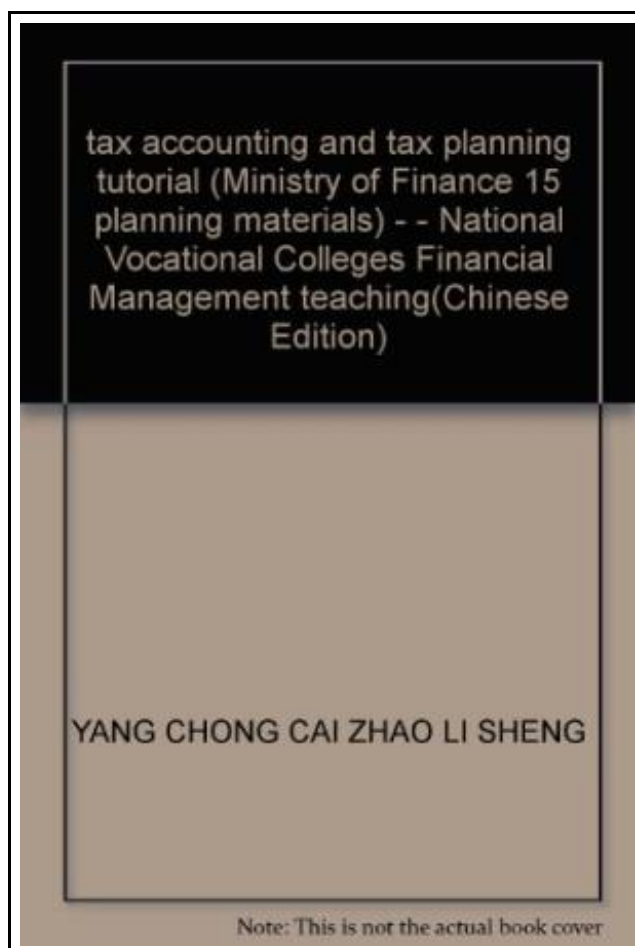 tax accounting and tax planning
tutorial (Ministry of Finance 15
planning materials) - - National
Vocational Colleges Financial
Management teaching(Chinese
Edition)
YANG CHONG CAI ZHAO LI SHENG
Note: This is not the actual book cover